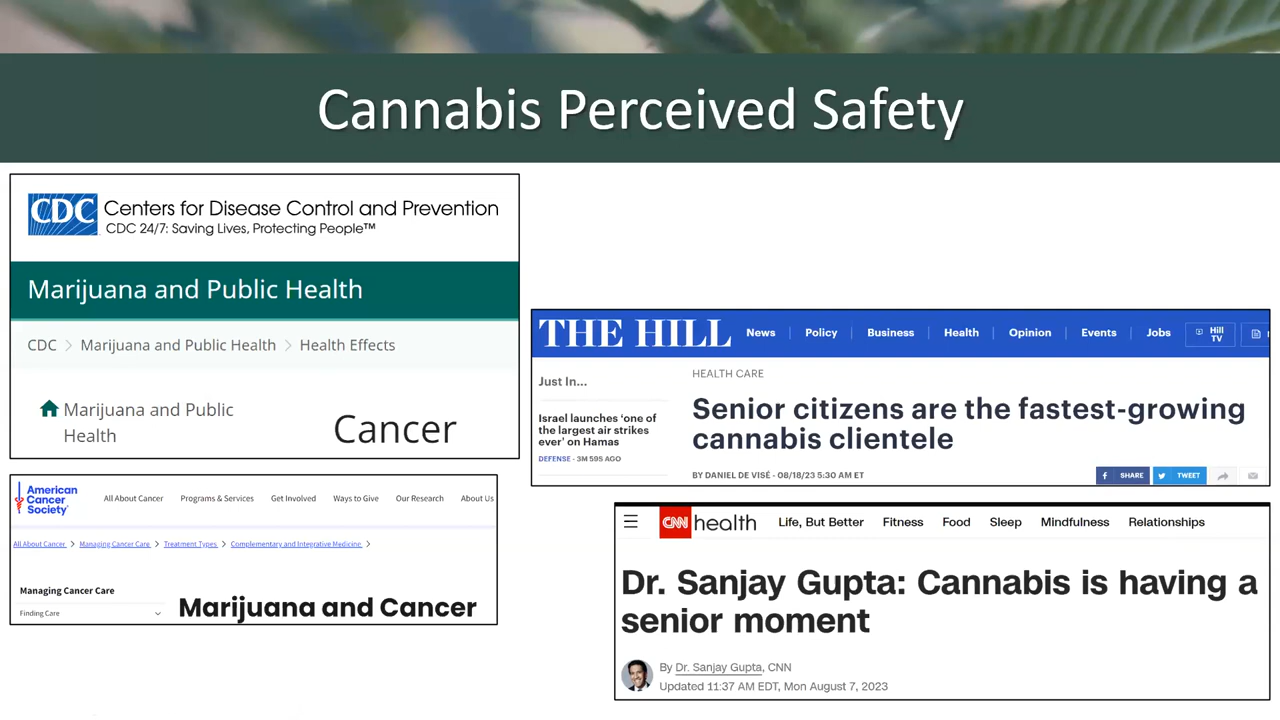 Cannabis Perceived Safety
CDC Centers for Disease Control and Prevention
CDC 24/7: Saving Lives, Protecting People™
Marijuana and Public Health
CDC > Marijuana and Public Health > Health Effects
Marijuana and Public
Health
Cancer
American
Cancer
Society
All About Cancer Programs & Services Get Involved Ways to Give Our Research About Us
All About Cancer > Managing Cancer Care > Treatment Types > Complementary and Integrative Medicine >
Managing Cancer Care
Finding Care
Marijuana and Cancer
THE HILL News Policy Business Health Opinion Events Jobs Hill TV
Just In...
Israel launches ‘one of
the largest air strikes
ever’ on Hamas
DEFENSE - 3M 59S AGO
HEALTH CARE
Senior citizens are the fastest-growing
cannabis clientele
BY DANIEL DE VISÉ - 08/18/23 5:30 AM ET
SHARE TWEET
CNN health Life, But Better Fitness Food Sleep Mindfulness Relationships
Dr. Sanjay Gupta: Cannabis is having a
senior moment
By Dr. Sanjay Gupta, CNN
Updated 11:37 AM EDT, Mon August 7, 2023